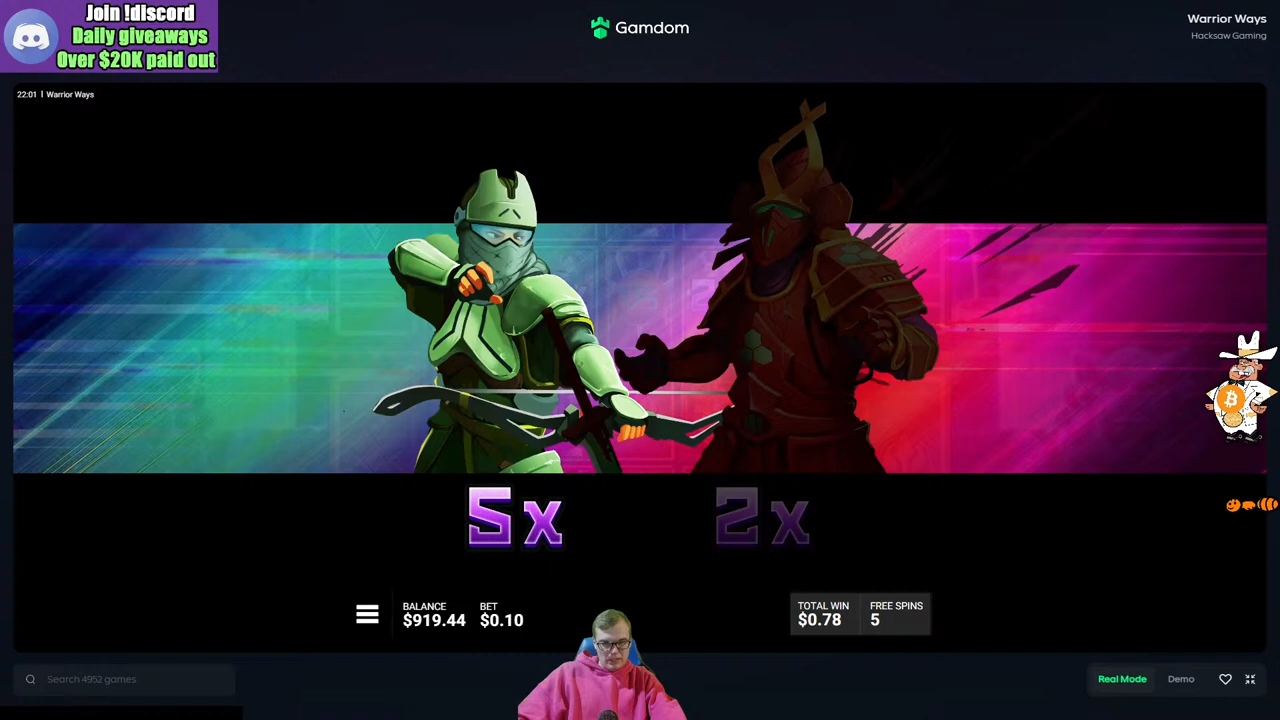 Join !discord
Daily giveaways
Over $20K paid out
Gamdom
Warrior Ways
Hacksaw Gaming
22:01 | Warrior Ways
5x
2x
BALANCE
$919.44
BET
$0.10
TOTAL WIN
$0.78
FREE SPINS
5
Search 4952 games
Real Mode
Demo